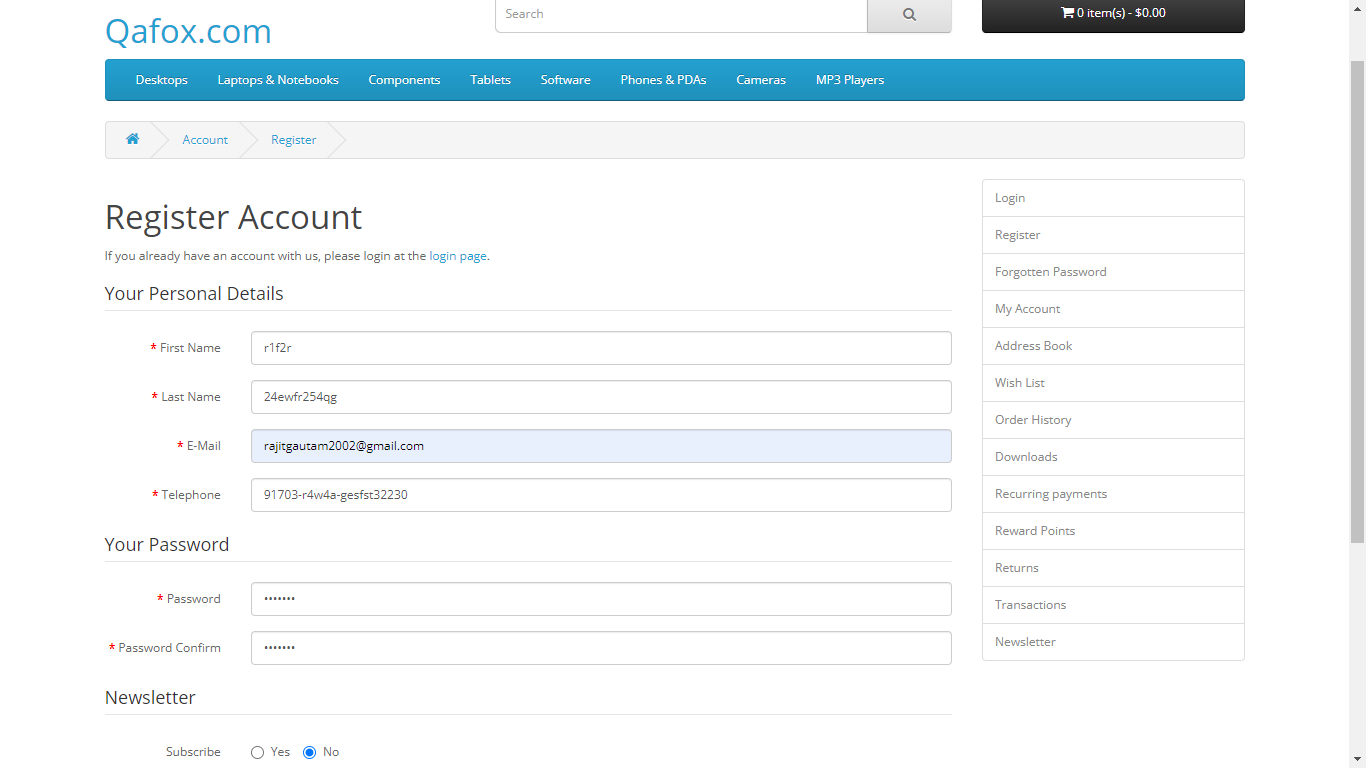 Qafox.com
Search
0 item(s) - $0.00
Desktops Laptops & Notebooks Components Tablets Software Phones & PDAs Cameras MP3 Players
Account Register
Register Account
If you already have an account with us, please login at the login page.
Your Personal Details
* First Name r1f2r
* Last Name 24ewfr254qg
* E-Mail rajitgautam2002@gmail.com
* Telephone 91703-r4w4a-gesfst32230
Your Password
* Password •••••••
* Password Confirm •••••••
Newsletter
Subscribe Yes No
Login
Register
Forgotten Password
My Account
Address Book
Wish List
Order History
Downloads
Recurring payments
Reward Points
Returns
Transactions
Newsletter